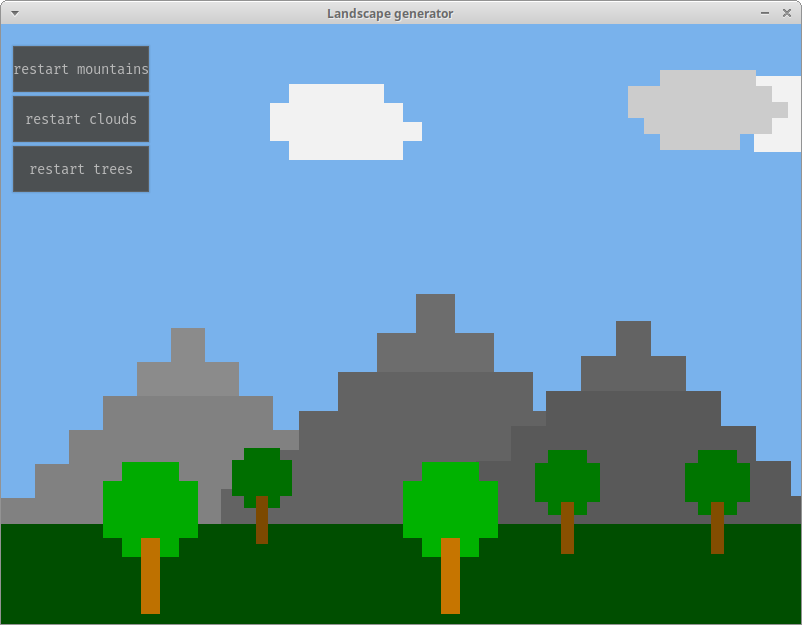 Landscape generator
restart mountains
restart clouds
restart trees